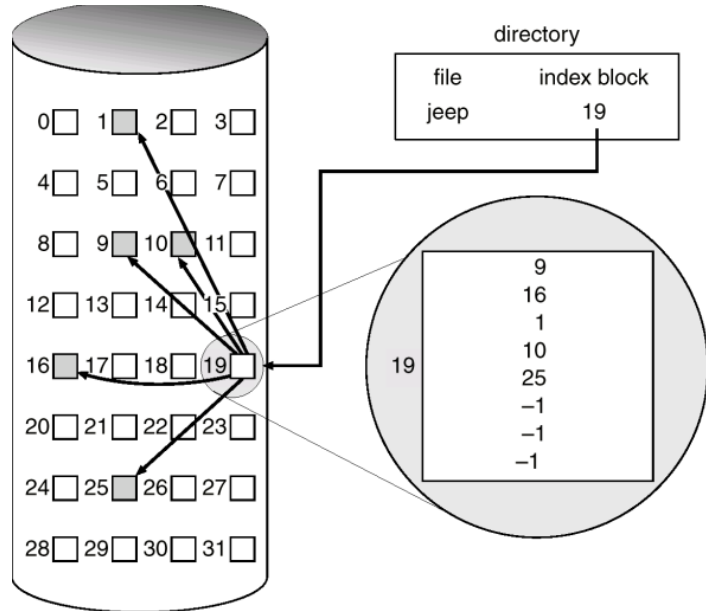 directory
file index block
jeep 19
0 1 2 3
4 5 6 7
8 9 10 11
12 13 14 15
16 17 18 19
20 21 22 23
24 25 26 27
28 29 30 31
19
9
16
1
10
25
–1
–1
–1